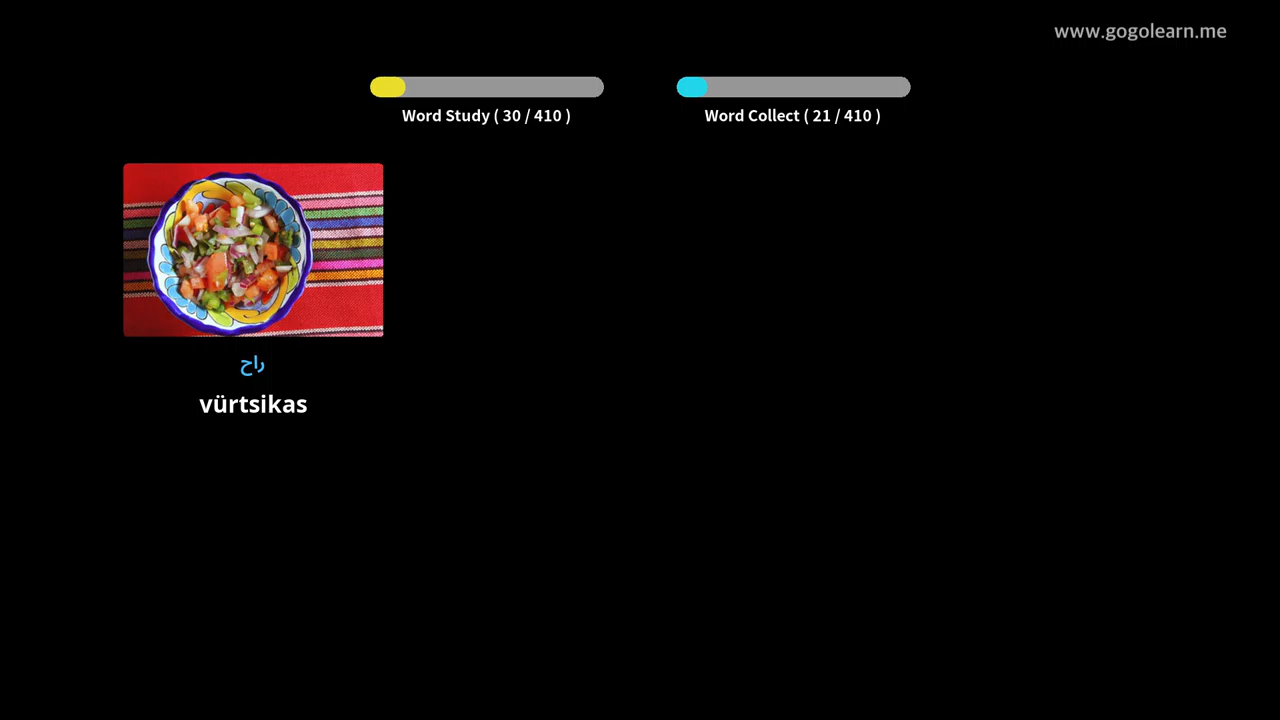 www.gogolearn.me
Word Study ( 30 / 410 )
Word Collect ( 21 / 410 )
راح
vürtsikas